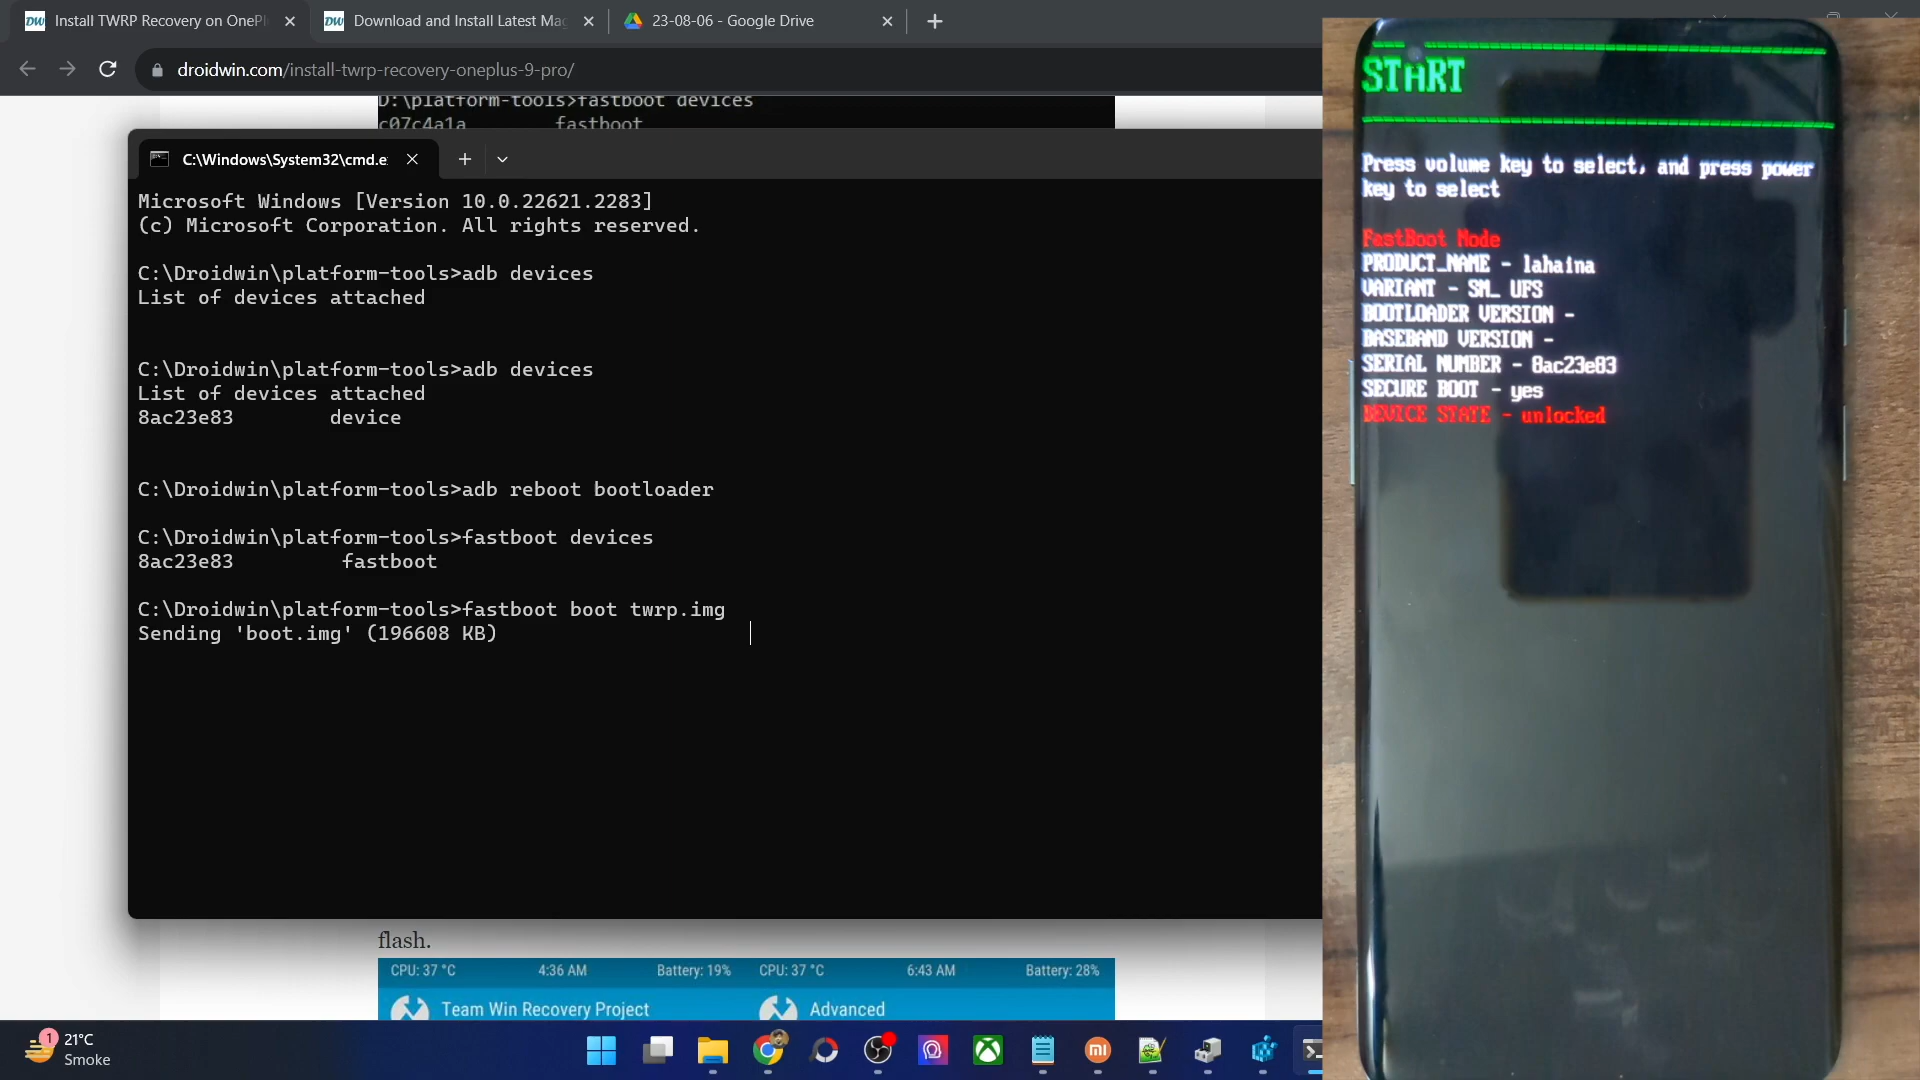 Install TWRP Recovery on OnePl
Download and Install Latest Mag
23-08-06 - Google Drive
droidwin.com/install-twrp-recovery-oneplus-9-pro/
D:\platform-tools>fastboot devices
c07c4a1a fastboot
C:\Windows\System32\cmd.e
Microsoft Windows [Version 10.0.22621.2283]
(c) Microsoft Corporation. All rights reserved.
C:\Droidwin\platform-tools>adb devices
List of devices attached
C:\Droidwin\platform-tools>adb devices
List of devices attached
8ac23e83 device
C:\Droidwin\platform-tools>adb reboot bootloader
C:\Droidwin\platform-tools>fastboot devices
8ac23e83 fastboot
C:\Droidwin\platform-tools>fastboot boot twrp.img
Sending 'boot.img' (196608 KB)
flash.
CPU: 37 °C 4:36 AM Battery: 19%
Team Win Recovery Project
CPU: 37 °C 6:43 AM Battery: 28%
Advanced
1
21°C
Smoke
START
Press volume key to select, and press power
key to select
FastBoot Mode
PRODUCT_NAME - lahaina
VARIANT - SM_ UFS
BOOTLOADER VERSION -
BASEBAND VERSION -
SERIAL NUMBER - 8ac23e83
SECURE BOOT - yes
DEVICE STATE - unlocked